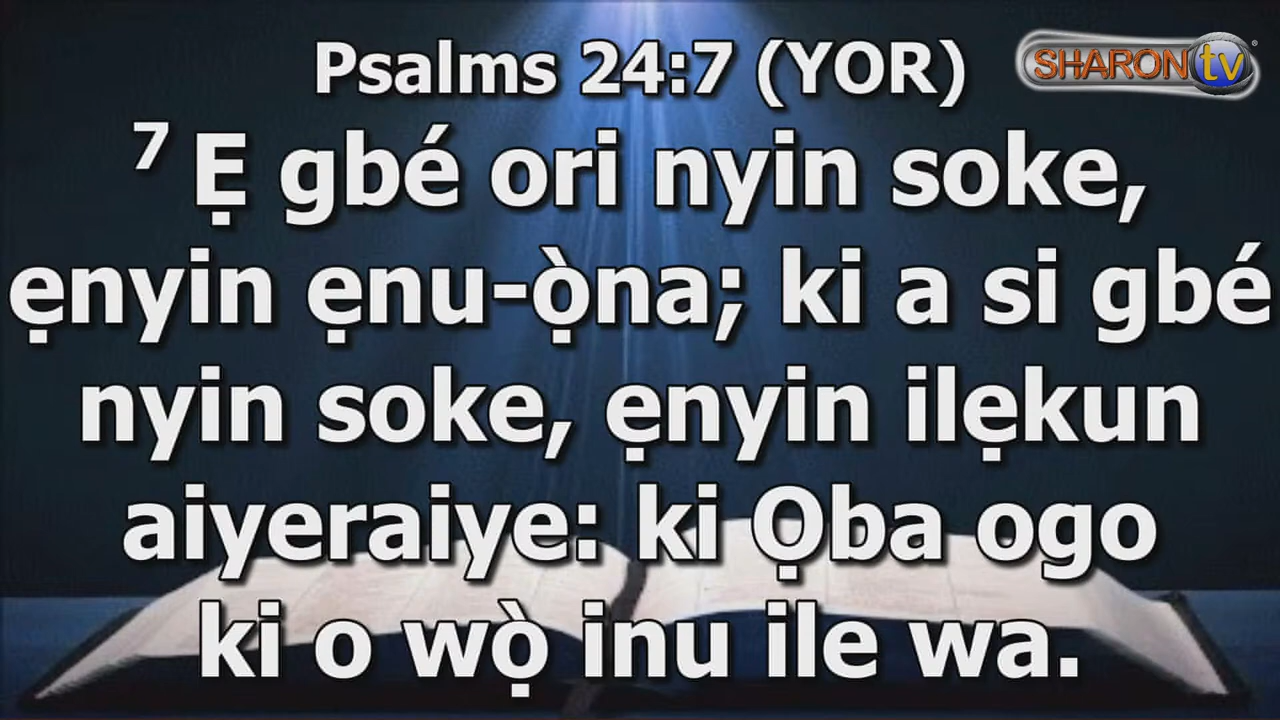 Psalms 24:7 (YOR)
SHARON tv
7 Ẹ gbé ori nyin soke,
ẹnyin ẹnu-ọ̀na; ki a si gbé
nyin soke, ẹnyin ilẹkun
aiyeraiye: ki Ọba ogo
ki o wọ̀ inu ile wa.